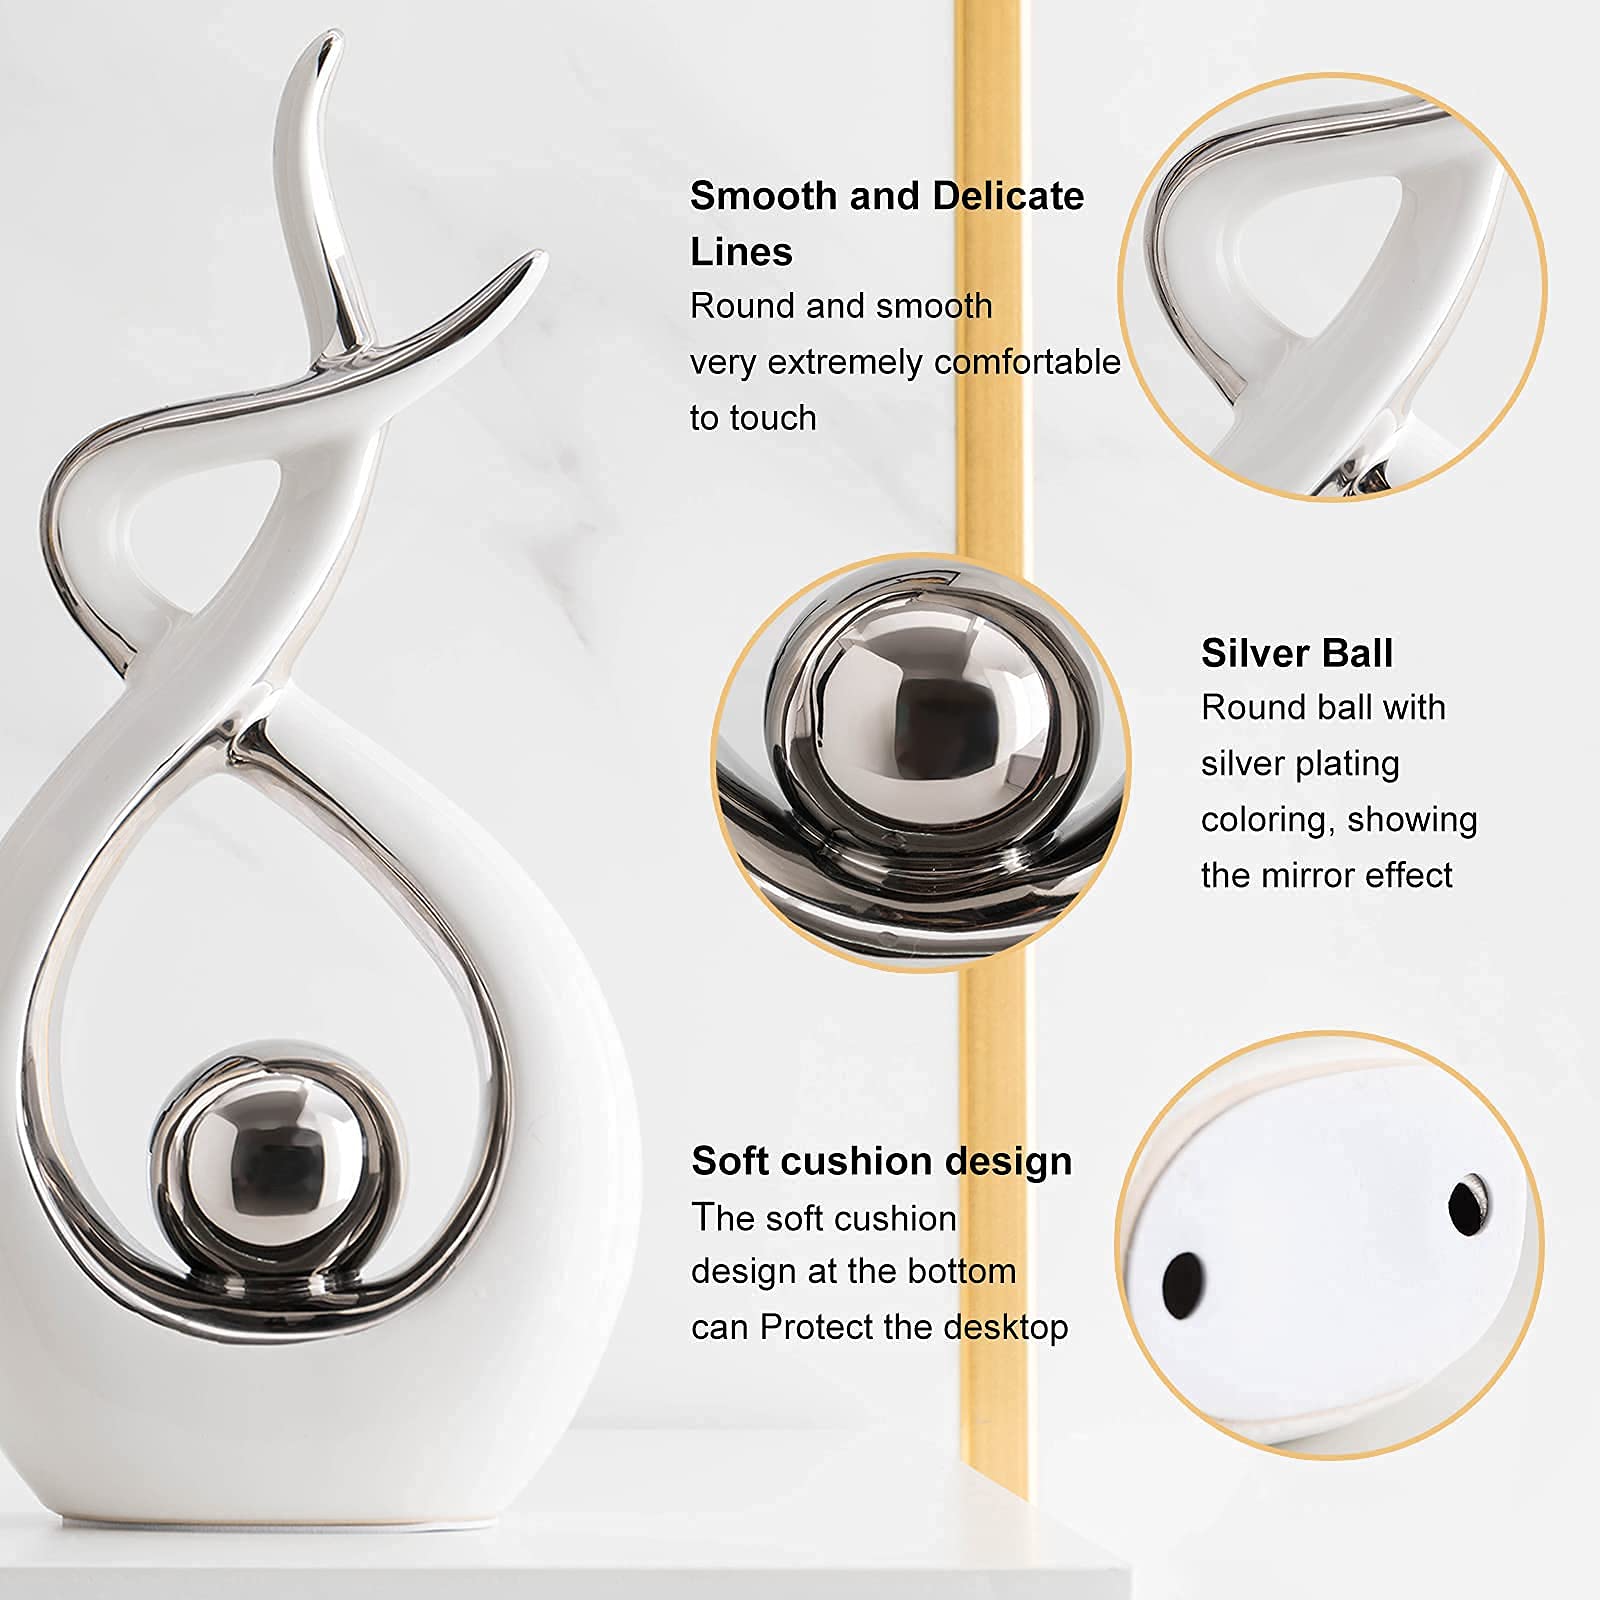 Smooth and Delicate
Lines
Round and smooth
very extremely comfortable
to touch
Silver Ball
Round ball with
silver plating
coloring, showing
the mirror effect
Soft cushion design
The soft cushion
design at the bottom
can Protect the desktop